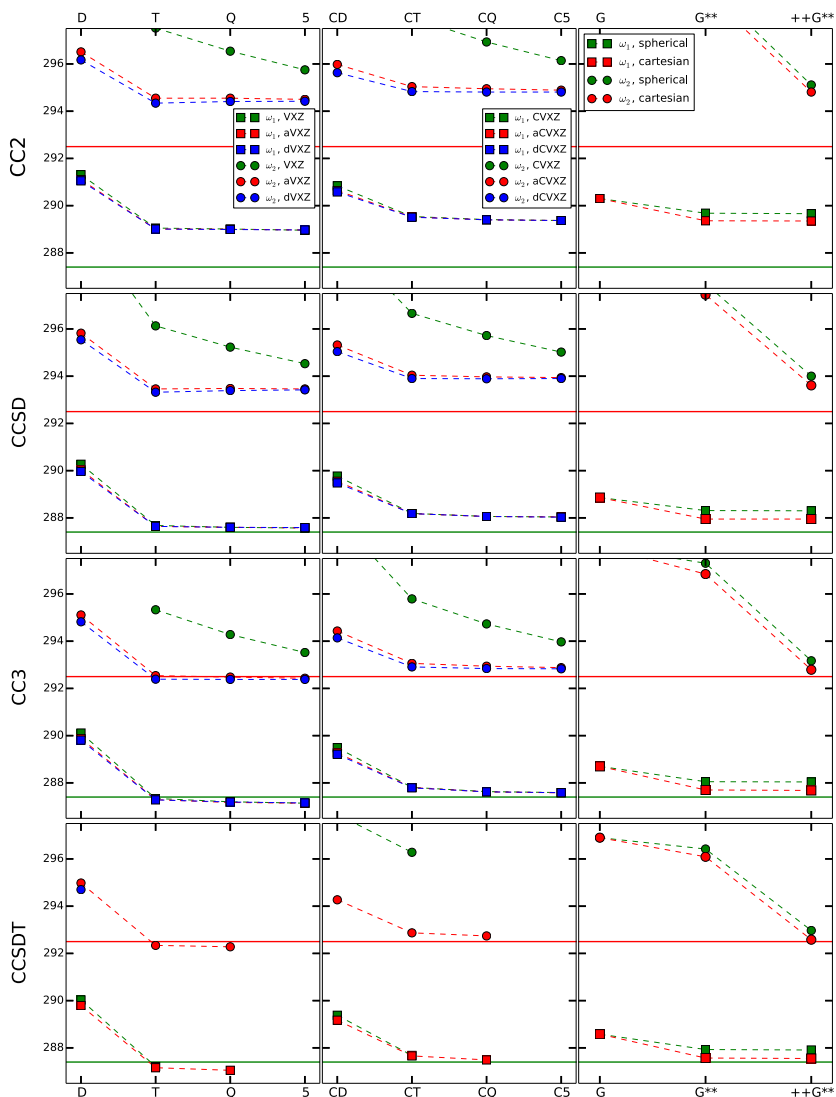 D T Q 5 CD CT CQ C5 G G** ++G**
CC2
296
294
292
290
288
ω₁, VXZ
ω₁, aVXZ
ω₁, dVXZ
ω₂, VXZ
ω₂, aVXZ
ω₂, dVXZ
ω₁, CVXZ
ω₁, aCVXZ
ω₁, dCVXZ
ω₂, CVXZ
ω₂, aCVXZ
ω₂, dCVXZ
ω₁, spherical
ω₁, cartesian
ω₂, spherical
ω₂, cartesian
CCSD
296
294
292
290
288
CC3
296
294
292
290
288
CCSDT
296
294
292
290
288
D T Q 5 CD CT CQ C5 G G** ++G**